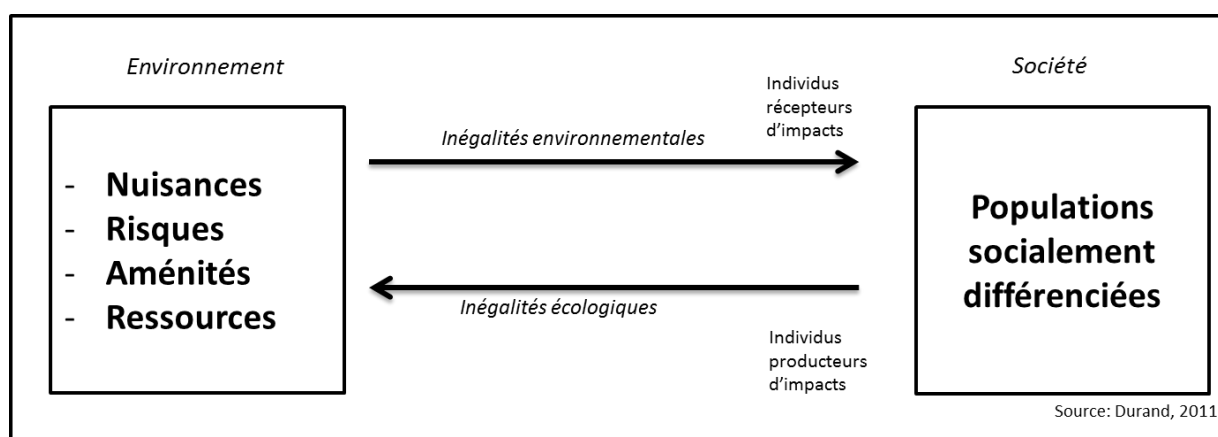 Environnement
Société
Individus
récepteurs
d'impacts
Inégalités environnementales
- Nuisances
- Risques
- Aménités
- Ressources
Populations
socialement
différenciées
Inégalités écologiques
Individus
producteurs
d'impacts
Source: Durand, 2011